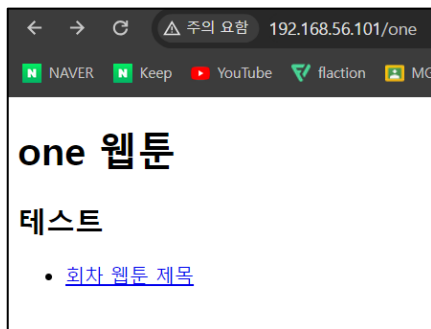 주의 요함 192.168.56.101/one
NAVER Keep YouTube flaction MG
one 웹툰
테스트
회차 웹툰 제목